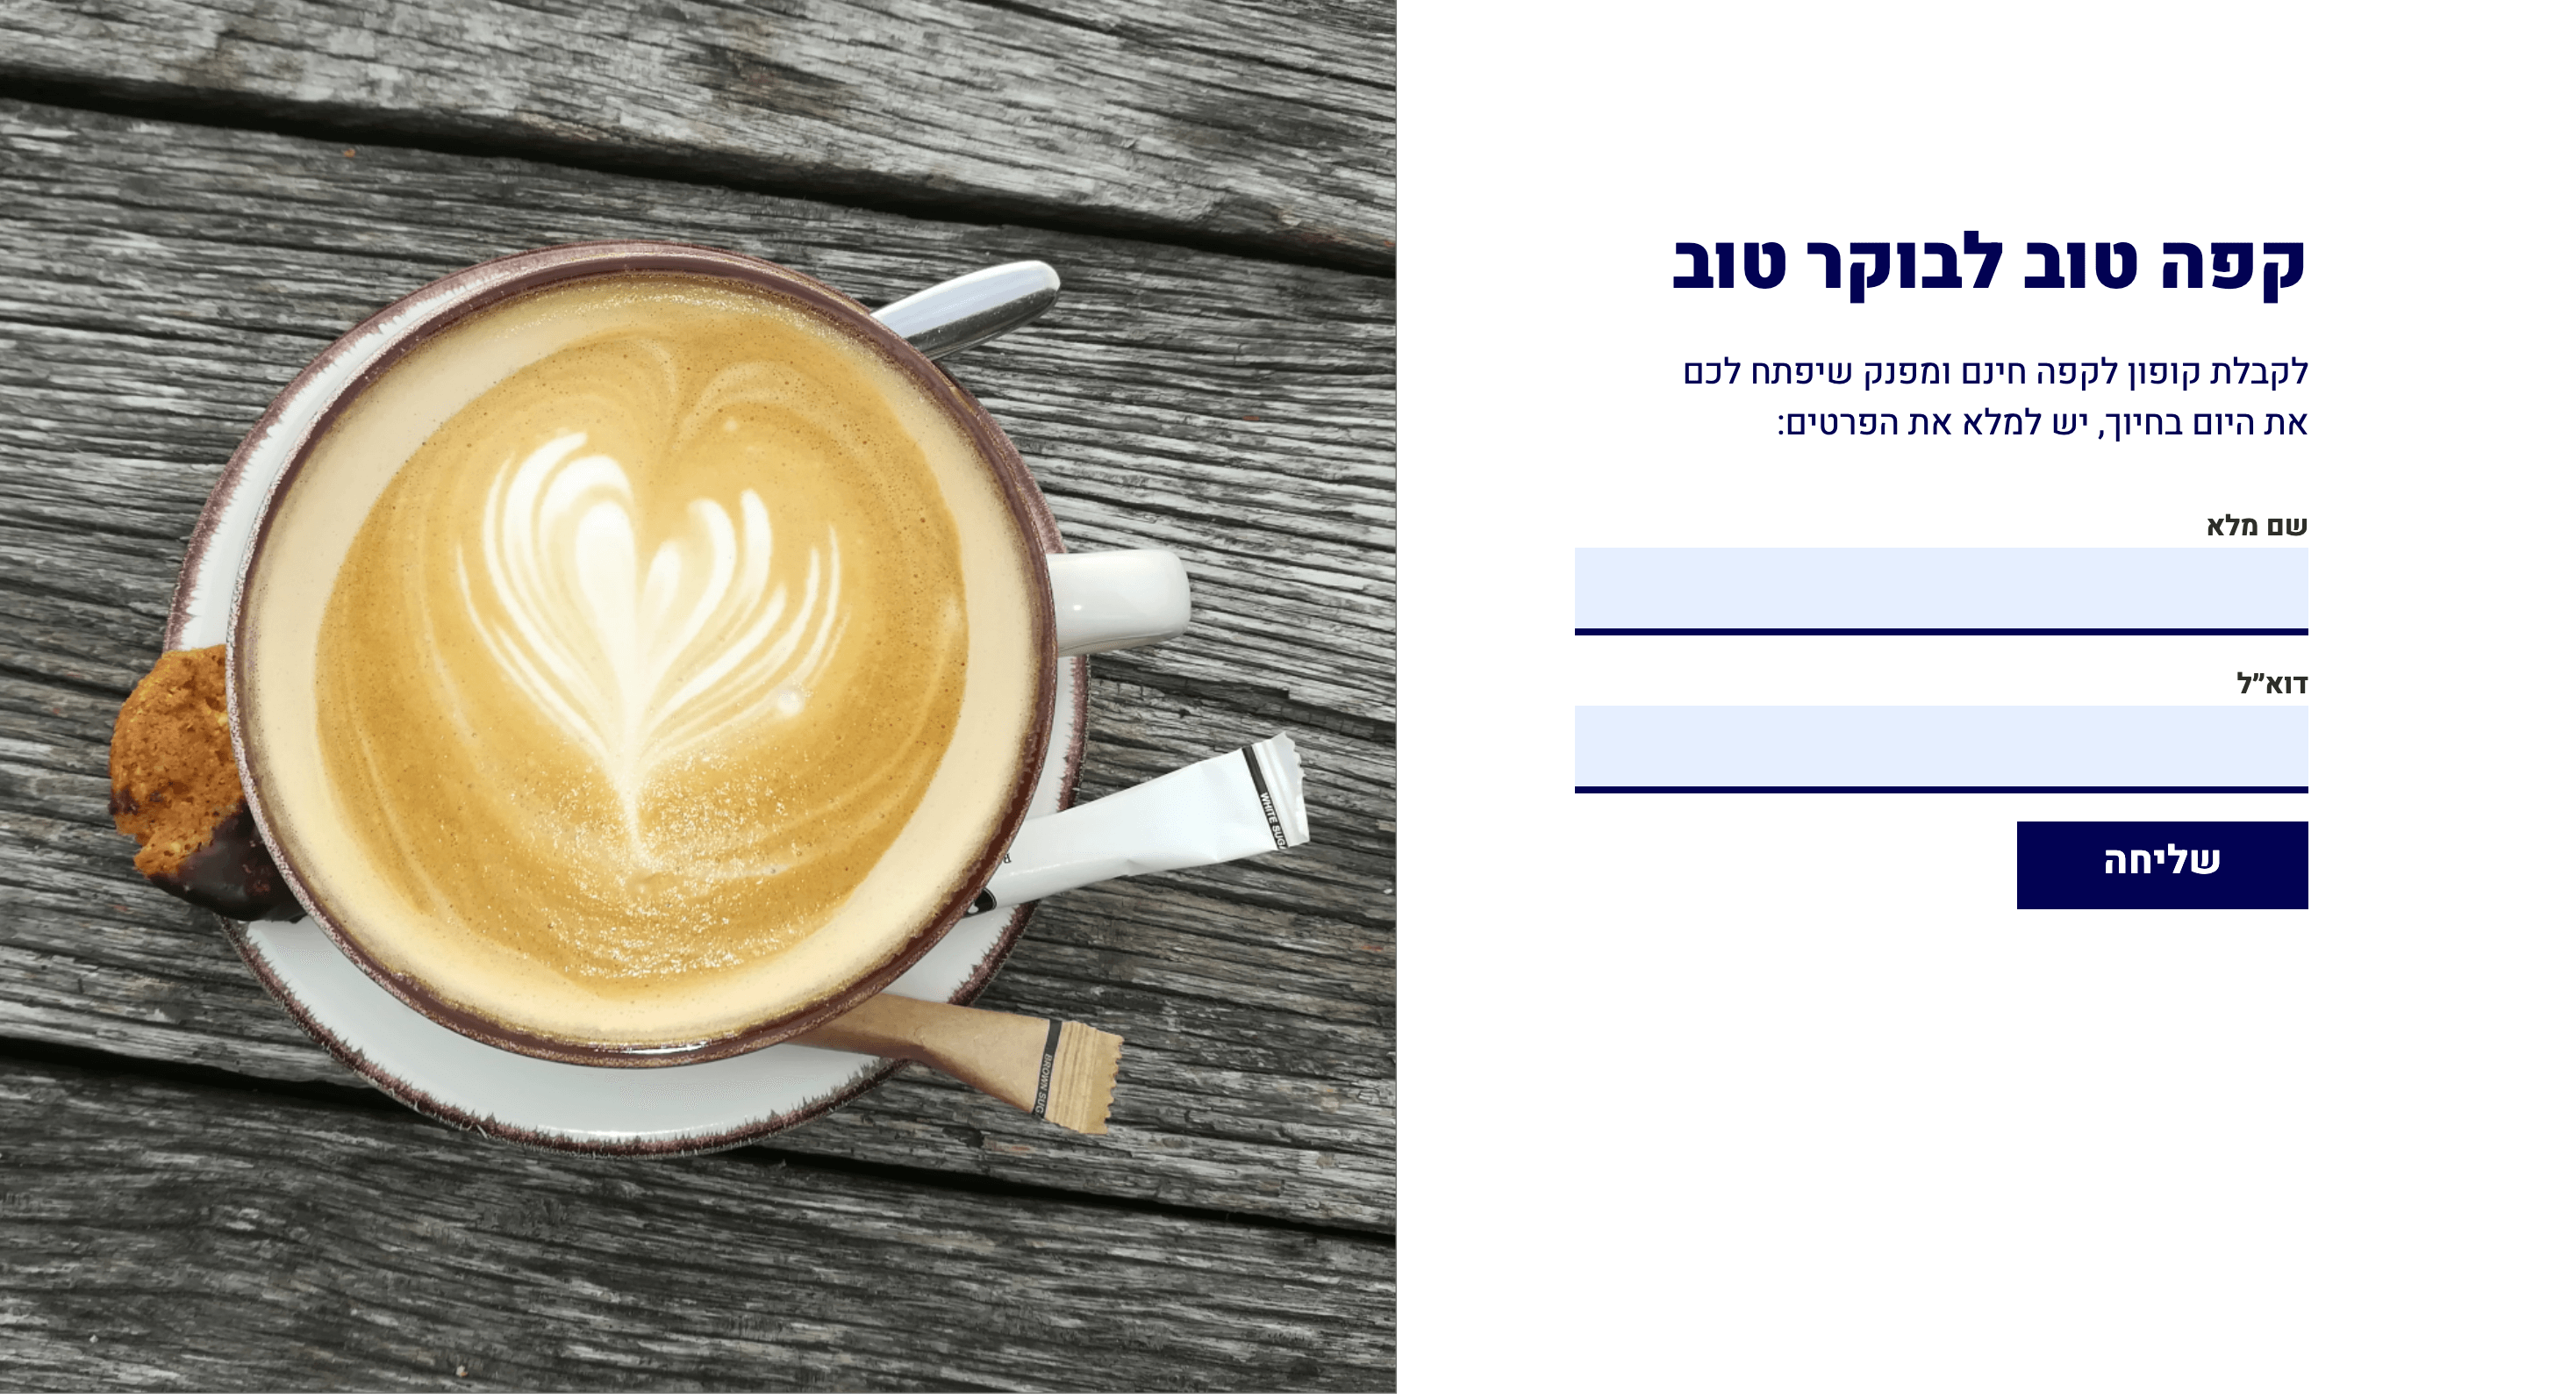 קפה טוב לבוקר טוב
לקבלת קופון לקפה חינם ומפנק שיפתח לכם
את היום בחיוך, יש למלא את הפרטים:
שם מלא
דוא״ל
שליחה
WHITE SUGA
BROWN SUG